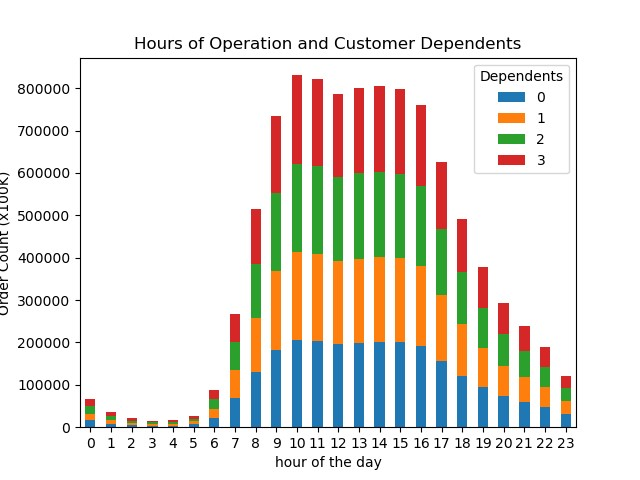 Hours of Operation and Customer Dependents
Dependents
0
1
2
3
800000
700000
600000
500000
400000
300000
200000
100000
0
Order Count (x100K)
0 1 2 3 4 5 6 7 8 9 10 11 12 13 14 15 16 17 18 19 20 21 22 23
hour of the day